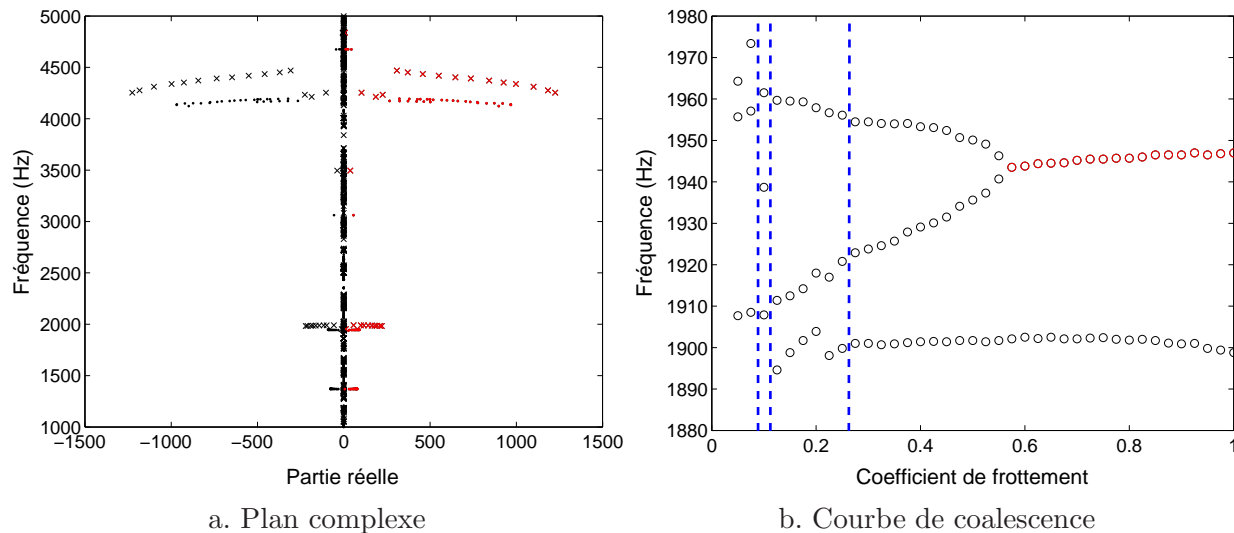 5000
4500
4000
3500
3000
2500
2000
1500
1000
Fréquence (Hz)
−1500 −1000 −500 0 500 1000 1500
Partie réelle
a. Plan complexe
1980
1970
1960
1950
1940
1930
1920
1910
1900
1890
1880
Fréquence (Hz)
0 0.2 0.4 0.6 0.8 1
Coefficient de frottement
b. Courbe de coalescence